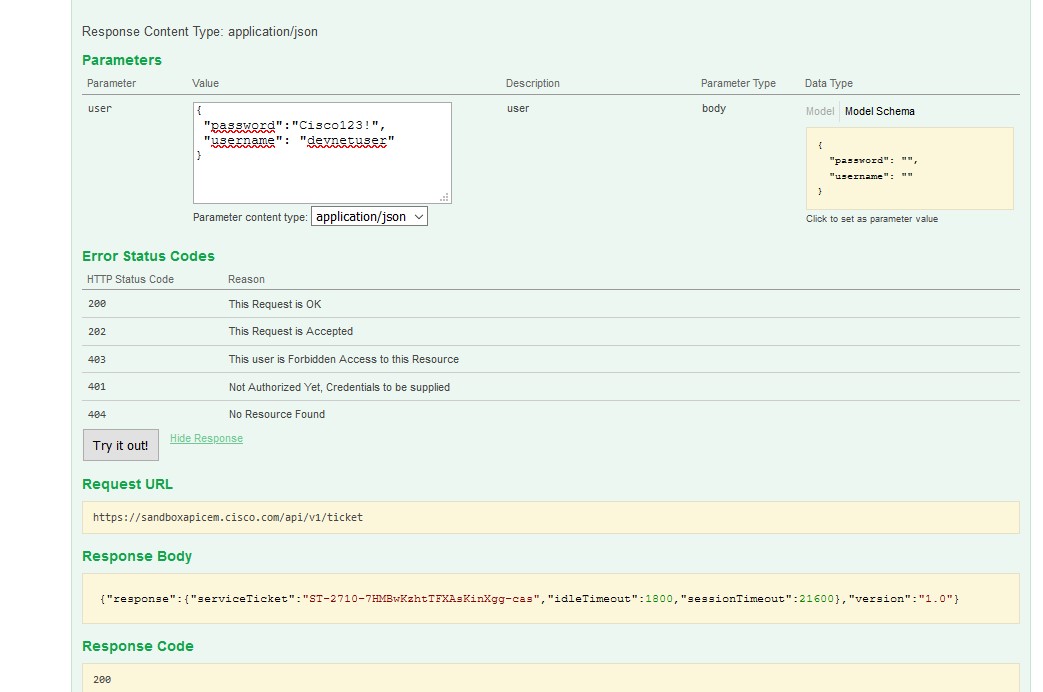 Response Content Type: application/json
Parameters
Parameter Value Description Parameter Type Data Type
user
{
"password":"Cisco123!",
"username": "devnetuser"
}
user body
Model Model Schema
{
"password": "",
"username": ""
}
Click to set as parameter value
Parameter content type: application/json
Error Status Codes
HTTP Status Code Reason
200 This Request is OK
202 This Request is Accepted
403 This user is Forbidden Access to this Resource
401 Not Authorized Yet, Credentials to be supplied
404 No Resource Found
Try it out! Hide Response
Request URL
https://sandboxapicem.cisco.com/api/v1/ticket
Response Body
{"response":{"serviceTicket":"ST-2710-7HMBwKzhtTFXAsKinXgg-cas","idleTimeout":1800,"sessionTimeout":21600},"version":"1.0"}
Response Code
200